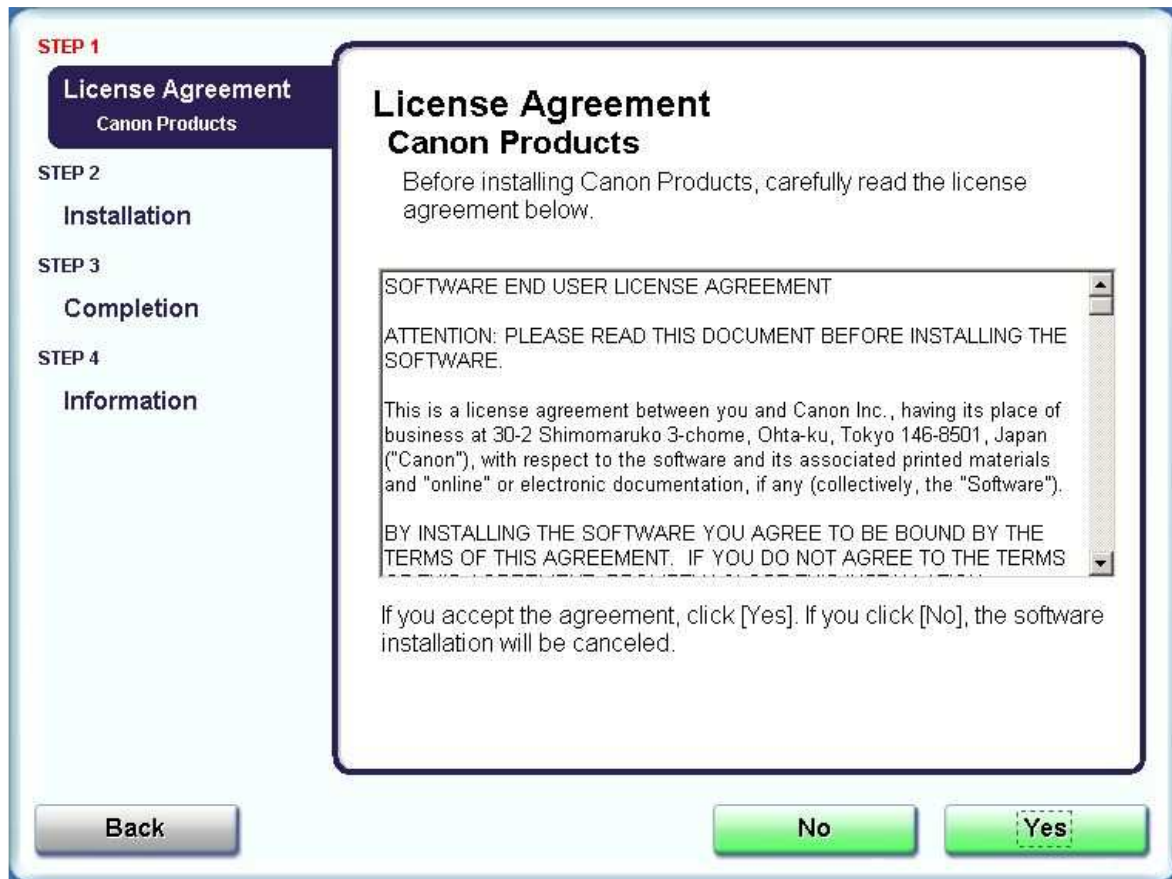 STEP 1
License Agreement
Canon Products
STEP 2
Installation
STEP 3
Completion
STEP 4
Information
License Agreement
Canon Products
Before installing Canon Products, carefully read the license
agreement below.
SOFTWARE END USER LICENSE AGREEMENT
ATTENTION: PLEASE READ THIS DOCUMENT BEFORE INSTALLING THE
SOFTWARE.
This is a license agreement between you and Canon Inc., having its place of
business at 30-2 Shimomaruko 3-chome, Ohta-ku, Tokyo 146-8501, Japan
("Canon"), with respect to the software and its associated printed materials
and "online" or electronic documentation, if any (collectively, the "Software").
BY INSTALLING THE SOFTWARE YOU AGREE TO BE BOUND BY THE
TERMS OF THIS AGREEMENT.  IF YOU DO NOT AGREE TO THE TERMS
If you accept the agreement, click [Yes]. If you click [No], the software
installation will be canceled.
Back
No
Yes